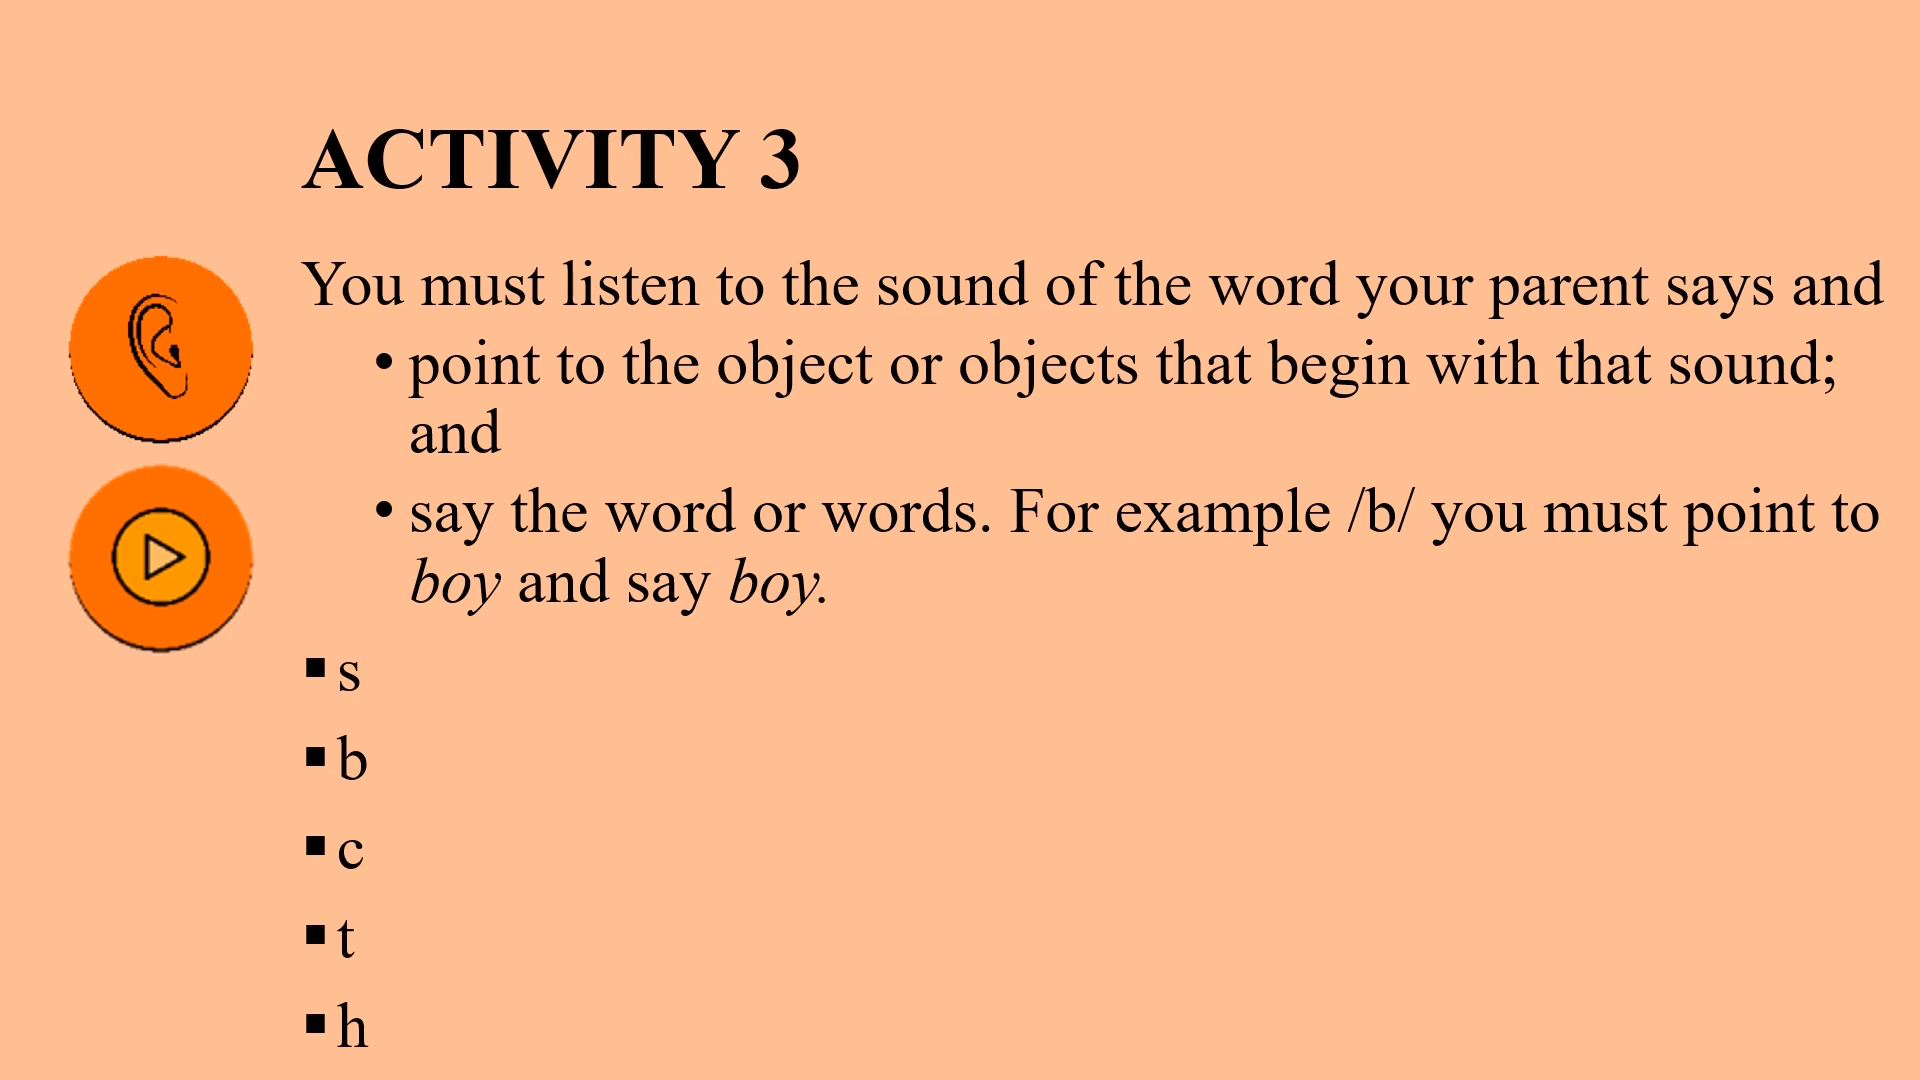 ACTIVITY 3
You must listen to the sound of the word your parent says and
• point to the object or objects that begin with that sound;
and
• say the word or words. For example /b/ you must point to
boy and say boy.
▪ s
▪ b
▪ c
▪ t
▪ h